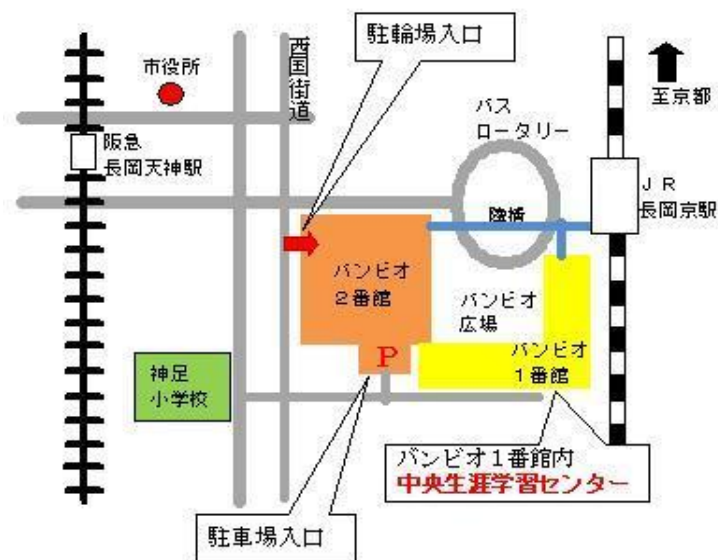 駐輪場入口
西国街道
市役所
至京都
バス
ロータリー
阪急
長岡天神駅
ＪＲ
長岡京駅
陸橋
バンビオ
２番館
バンビオ
広場
P
バンビオ
１番館
神足
小学校
バンビオ１番館内
中央生涯学習センター
駐車場入口